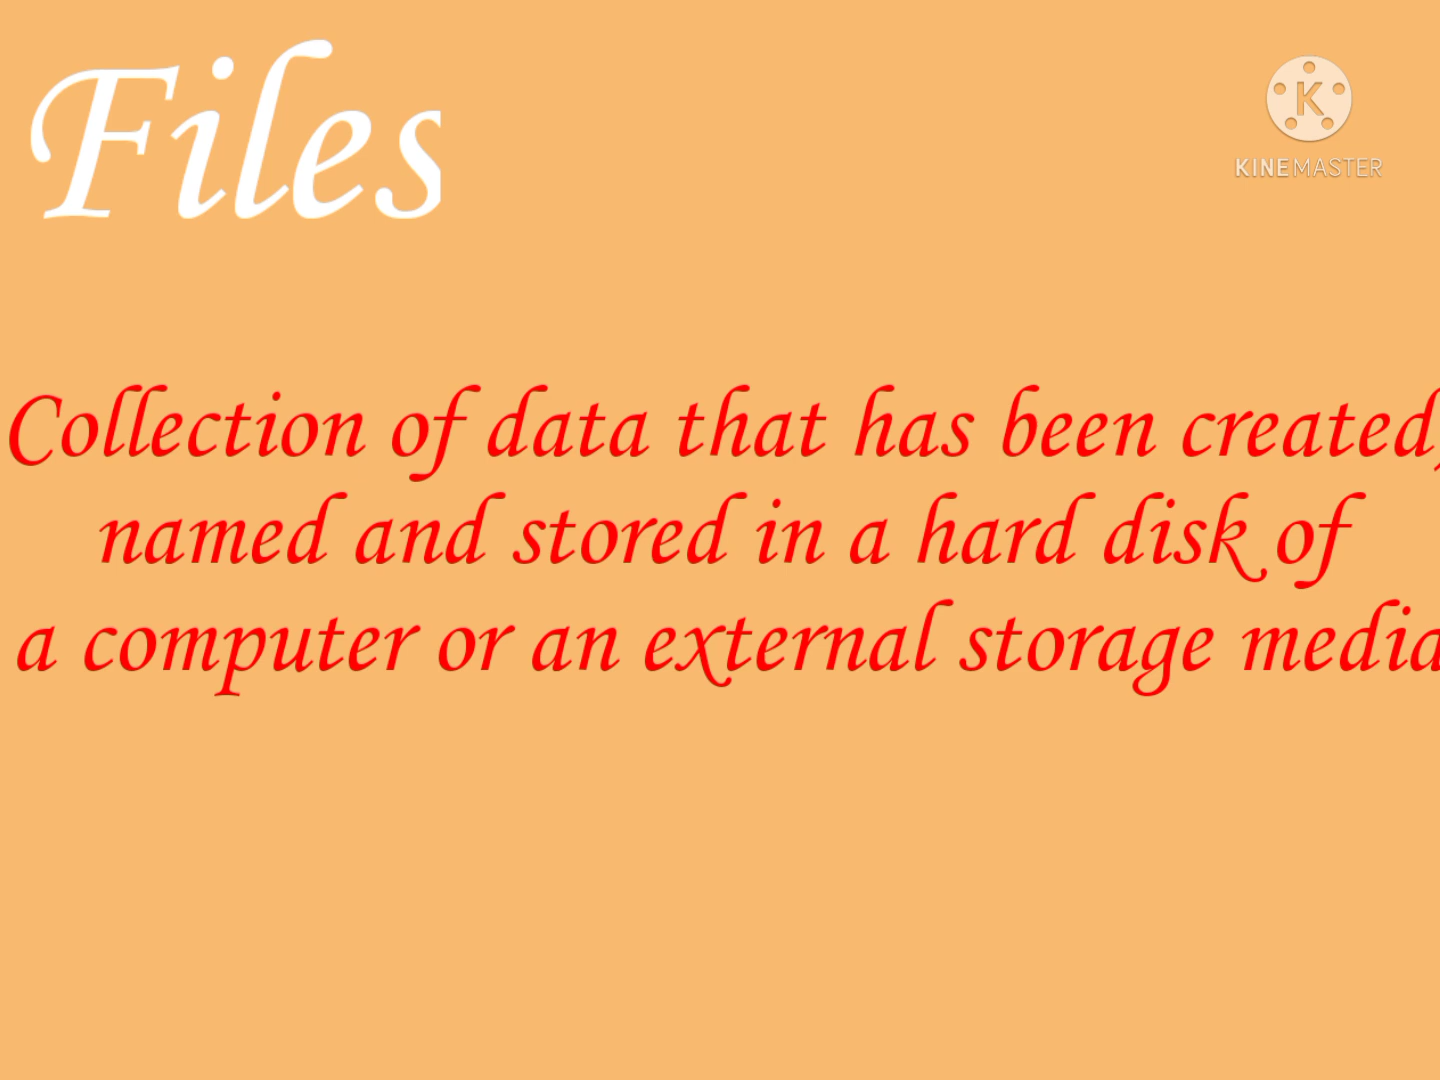 Files
K
KINEMASTER
Collection of data that has been created,
named and stored in a hard disk of
a computer or an external storage media